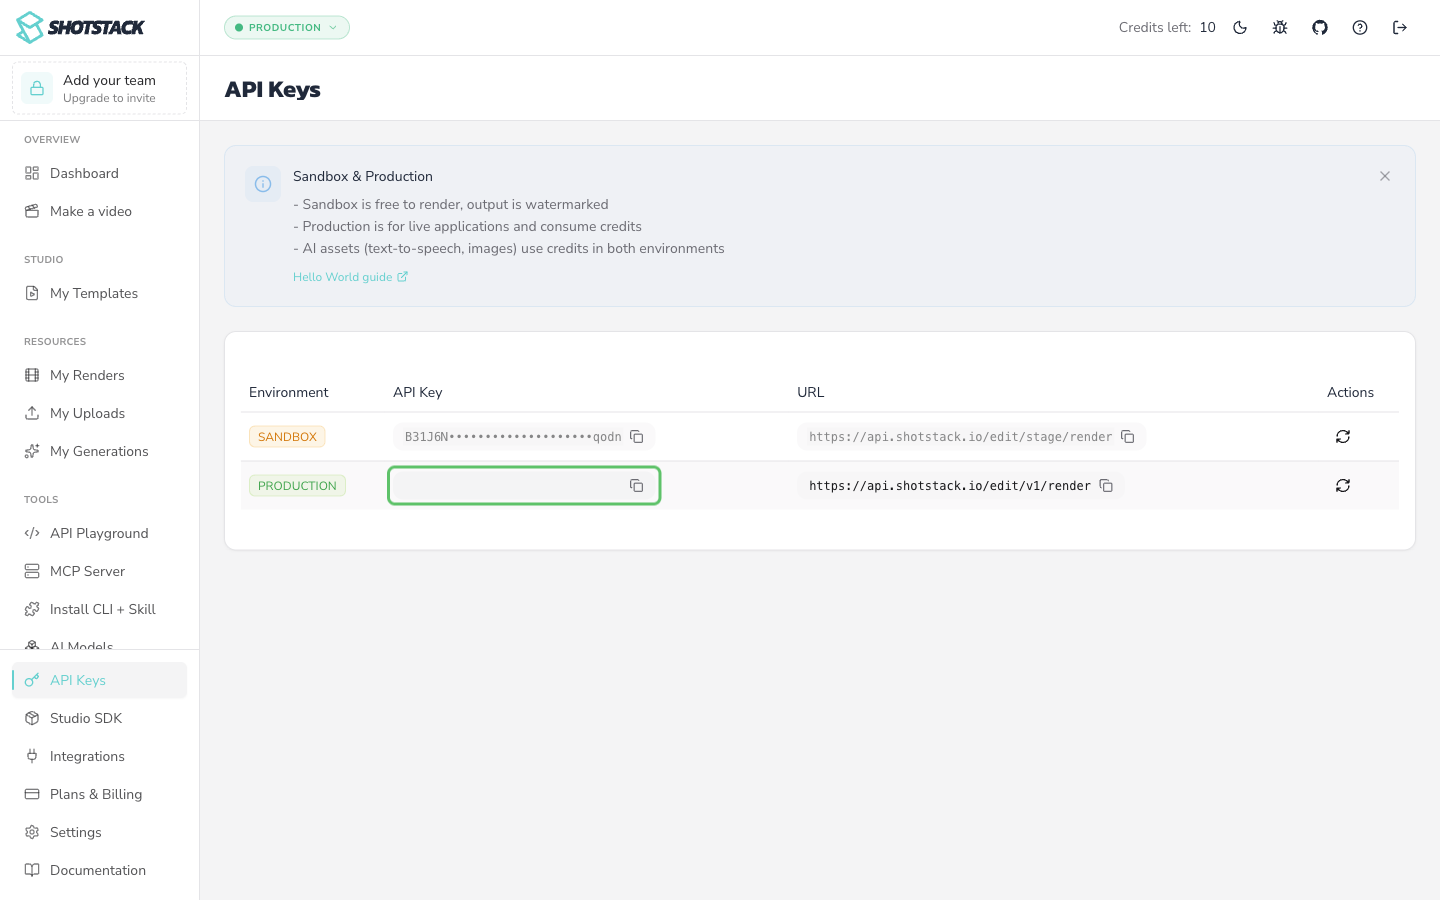 SHOTSTACK
PRODUCTION
Credits left: 10
Add your team
Upgrade to invite
API Keys
OVERVIEW
Dashboard
Make a video
STUDIO
My Templates
RESOURCES
My Renders
My Uploads
My Generations
TOOLS
API Playground
MCP Server
Install CLI + Skill
AI Models
API Keys
Studio SDK
Integrations
Plans & Billing
Settings
Documentation
Sandbox & Production
- Sandbox is free to render, output is watermarked
- Production is for live applications and consume credits
- AI assets (text-to-speech, images) use credits in both environments
Hello World guide
Environment API Key URL Actions
SANDBOX B31J6N••••••••••••••••••••qodn https://api.shotstack.io/edit/stage/render
PRODUCTION https://api.shotstack.io/edit/v1/render